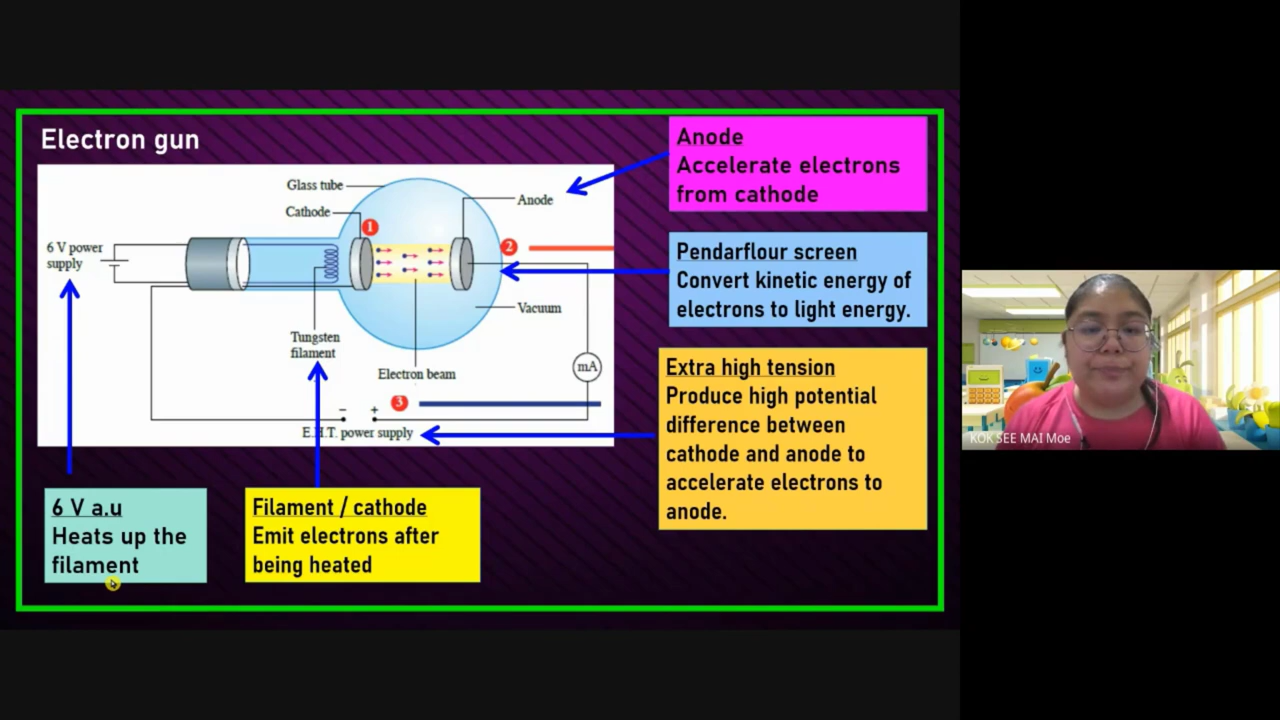 Electron gun
Glass tube
Cathode
1
Anode
6 V power
supply
2
Vacuum
Tungsten
filament
Electron beam
mA
3
− +
E.H.T. power supply
Anode
Accelerate electrons
from cathode
Pendarflour screen
Convert kinetic energy of
electrons to light energy.
Extra high tension
Produce high potential
difference between
cathode and anode to
accelerate electrons to
anode.
6 V a.u
Heats up the
filament
Filament / cathode
Emit electrons after
being heated
KOK SEE MAI Moe